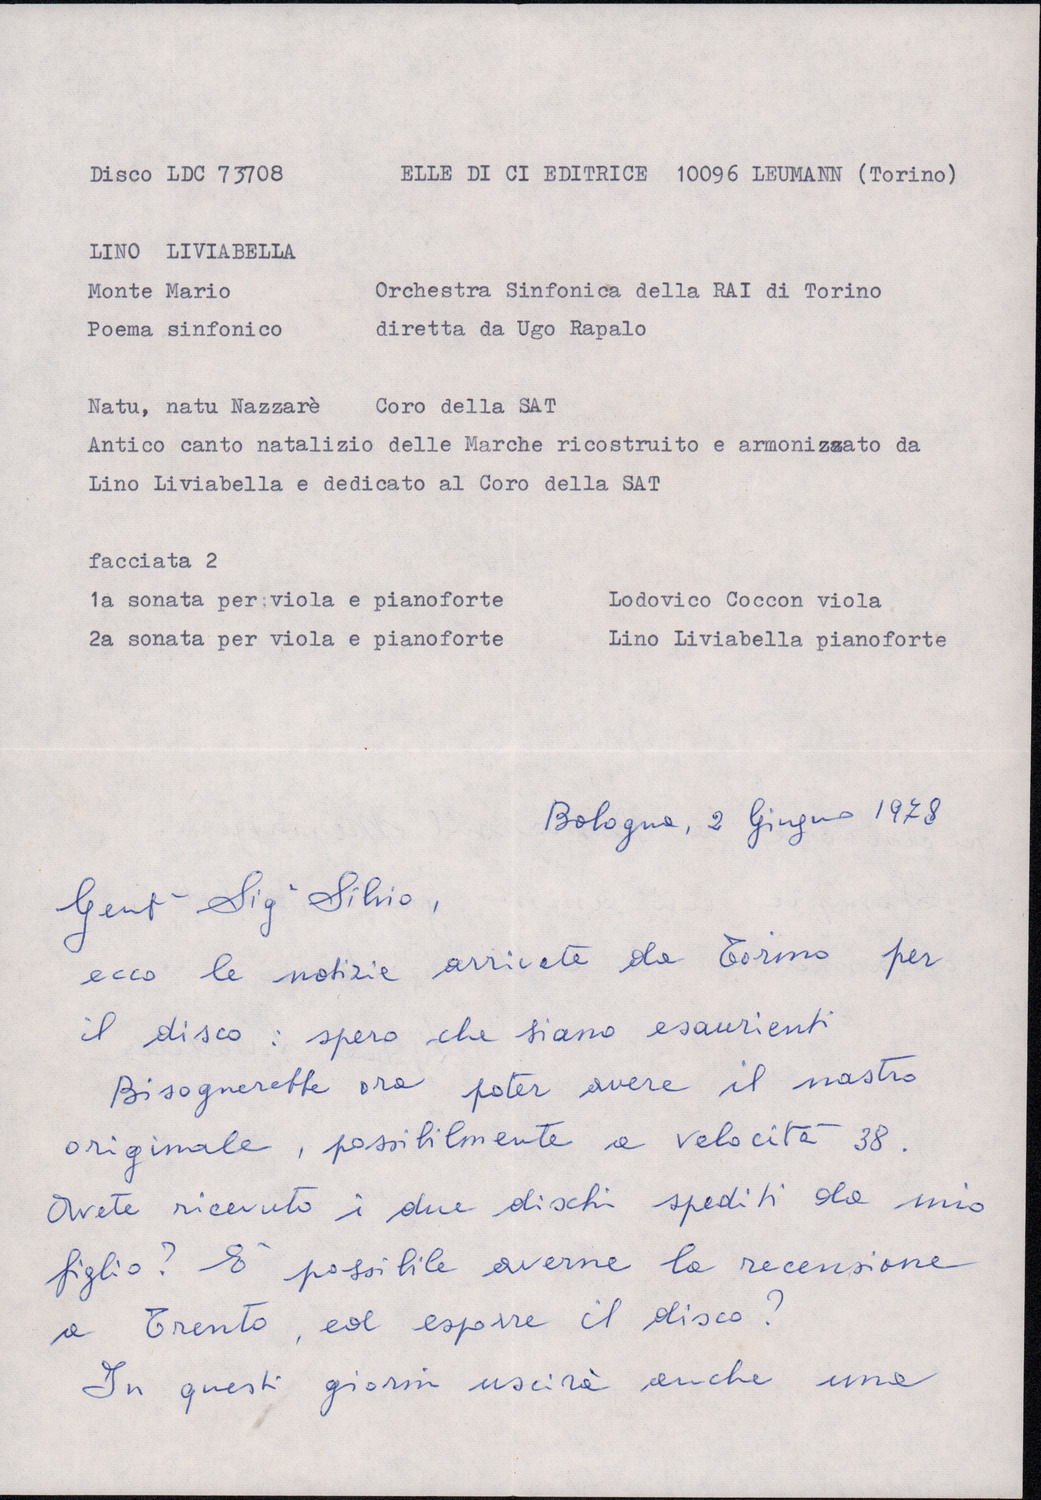 Disco LDC 73708 ELLE DI CI EDITRICE 10096 LEUMANN (Torino)
LINO LIVIABELLA
Monte Mario Orchestra Sinfonica della RAI di Torino
Poema sinfonico diretta da Ugo Rapalo
Natu, natu Nazzarè Coro della SAT
Antico canto natalizio delle Marche ricostruito e armonizzato da
Lino Liviabella e dedicato al Coro della SAT
facciata 2
1a sonata per viola e pianoforte Lodovico Coccon viola
2a sonata per viola e pianoforte Lino Liviabella pianoforte
Bologna, 2 Giugno 1978
Gent Sig Silvio,
ecco le notizie arrivate da Torino per
il disco: spero che siano esaurienti
Bisognerebbe ora poter avere il nastro
originale, possibilmente a velocità 38.
Avete ricevuto i due dischi spediti da mio
figlio? È possibile averne la recensione
a Trento, ed esporre il disco?
In questi giorni uscirà anche una